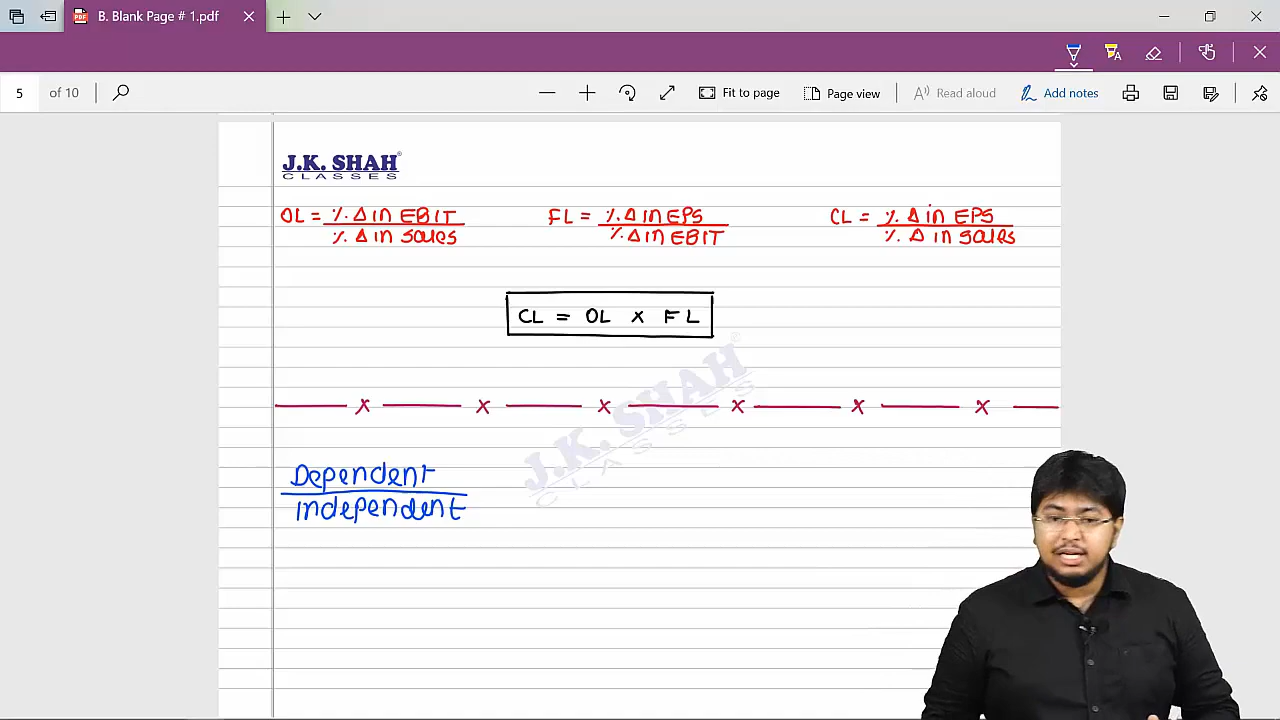 B. Blank Page # 1.pdf
5 of 10 Fit to page Page view Read aloud Add notes
J.K. SHAH
CLASSES
OL = % Δ in EBIT / % Δ in Sales FL = % Δ in EPS / % Δ in EBIT CL = % Δ in EPS / % Δ in Sales
CL = OL x FL
x x x x x x
J.K. SHAH
CLASSES
Dependent
independent